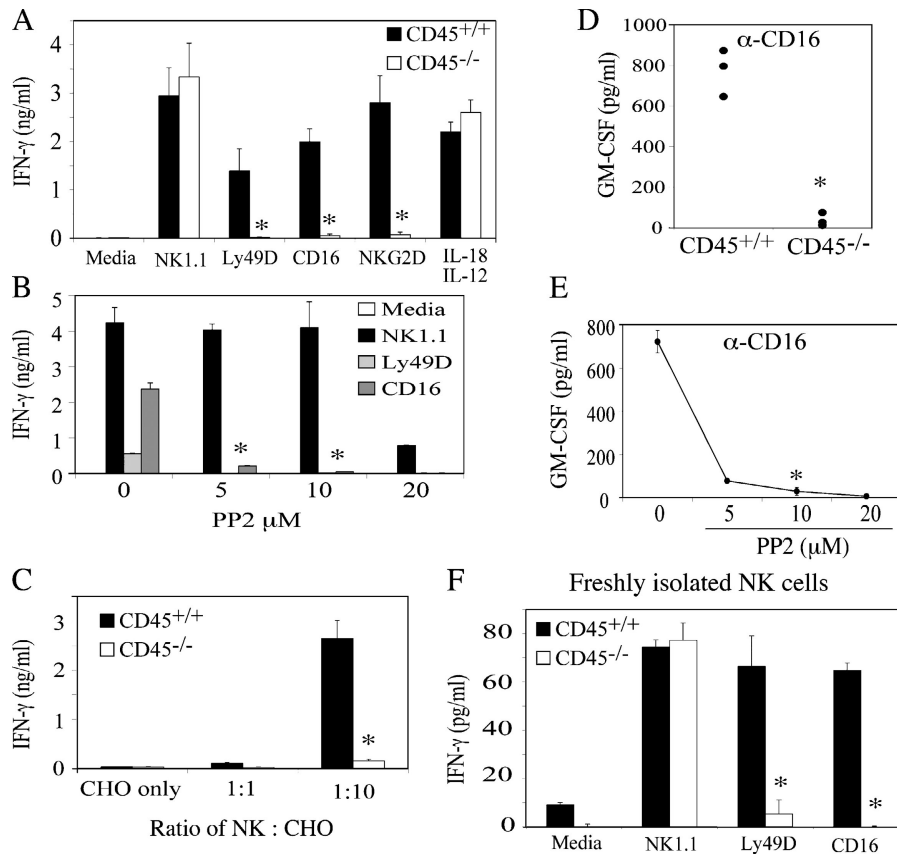 A
CD45+/+
CD45-/-
IFN-γ (ng/ml)
4
3
2
1
0
*
*
*
Media
NK1.1
Ly49D
CD16
NKG2D
IL-18
IL-12
B
Media
NK1.1
Ly49D
CD16
IFN-γ (ng/ml)
5
4
3
2
1
0
*
*
0
5
10
20
PP2 μM
C
CD45+/+
CD45-/-
IFN-γ (ng/ml)
3
2
1
0
*
CHO only
1:1
1:10
Ratio of NK : CHO
D
α-CD16
GM-CSF (pg/ml)
1000
800
600
400
200
0
*
CD45+/+
CD45-/-
E
α-CD16
GM-CSF (pg/ml)
800
600
400
200
0
*
0
5
10
20
PP2 (μM)
F
Freshly isolated NK cells
CD45+/+
CD45-/-
IFN-γ (pg/ml)
80
60
40
20
0
*
*
Media
NK1.1
Ly49D
CD16